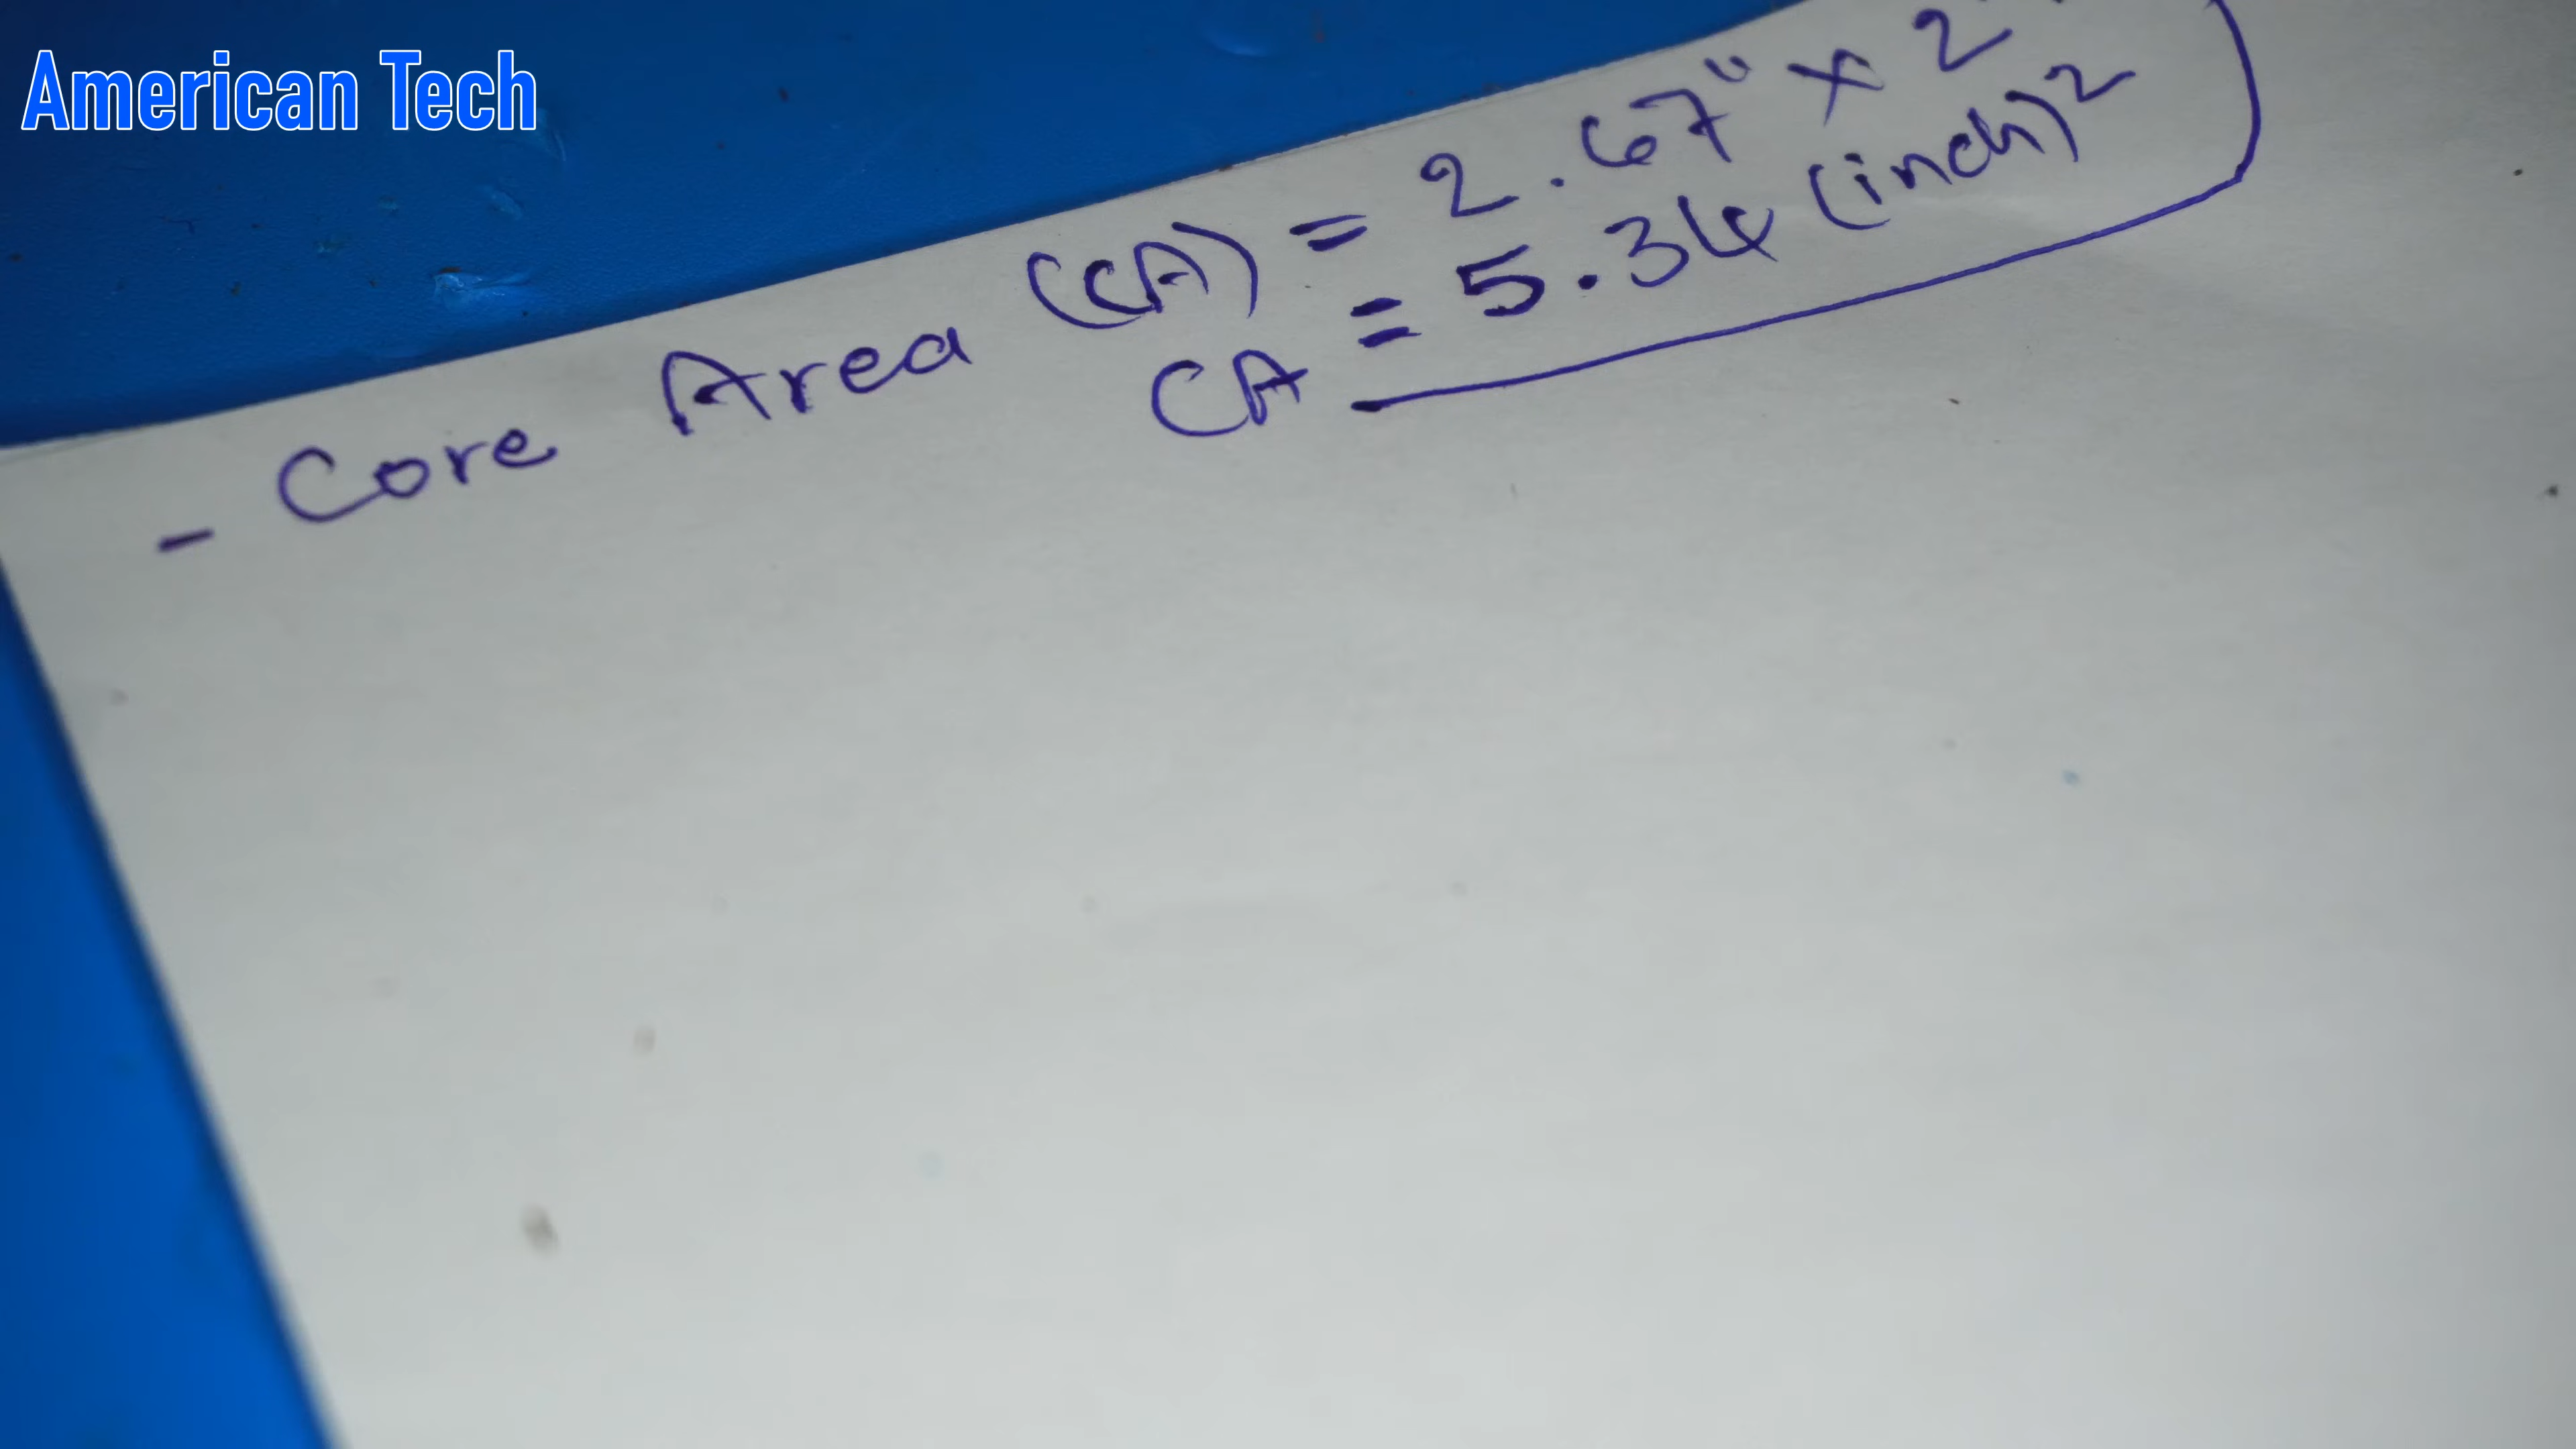 American Tech
- Core Area (CA) = 2.67" × 2"
CA = 5.34 (inch)²